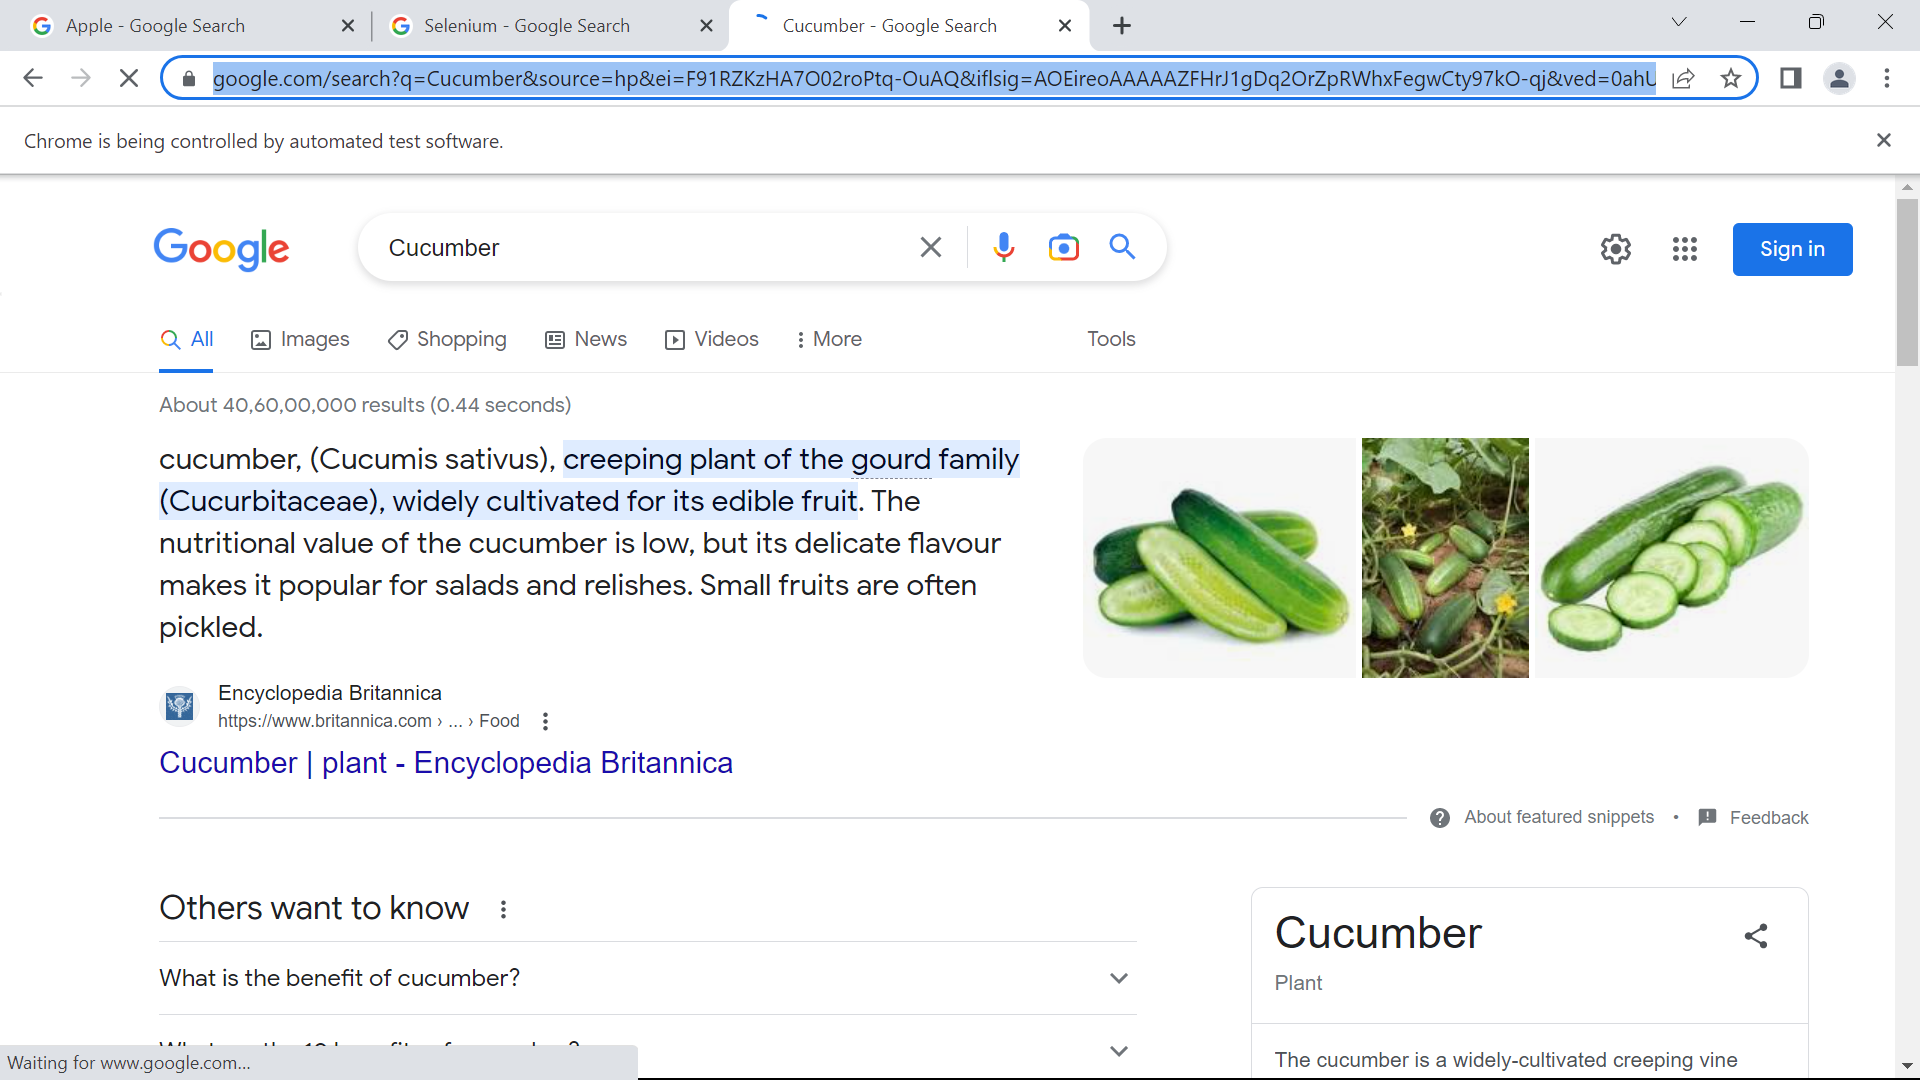 Apple - Google Search
Selenium - Google Search
Cucumber - Google Search
google.com/search?q=Cucumber&source=hp&ei=F91RZKzHA7O02roPtq-OuAQ&iflsig=AOEireoAAAAAZFHrJ1gDq2OrZpRWhxFegwCty97kO-qj&ved=0ahU
Chrome is being controlled by automated test software.
Google
Cucumber
Sign in
All
Images
Shopping
News
Videos
More
Tools
About 40,60,00,000 results (0.44 seconds)
cucumber, (Cucumis sativus), creeping plant of the gourd family
(Cucurbitaceae), widely cultivated for its edible fruit. The
nutritional value of the cucumber is low, but its delicate flavour
makes it popular for salads and relishes. Small fruits are often
pickled.
Encyclopedia Britannica
https://www.britannica.com › ... › Food
Cucumber | plant - Encyclopedia Britannica
About featured snippets • Feedback
Others want to know
What is the benefit of cucumber?
Cucumber
Plant
The cucumber is a widely-cultivated creeping vine
Waiting for www.google.com...